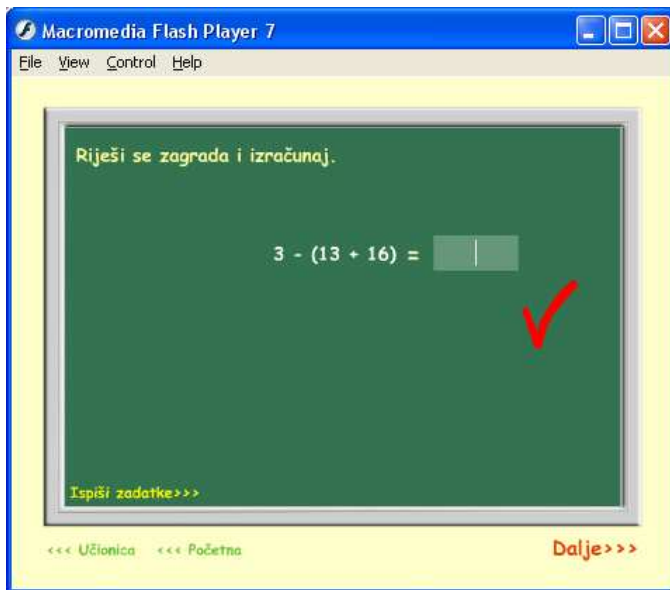 Macromedia Flash Player 7
File View Control Help
Riješi se zagrada i izračunaj.
3 - (13 + 16) =
Ispiši zadatke>>>
<<< Učionica <<< Početna
Dalje>>>